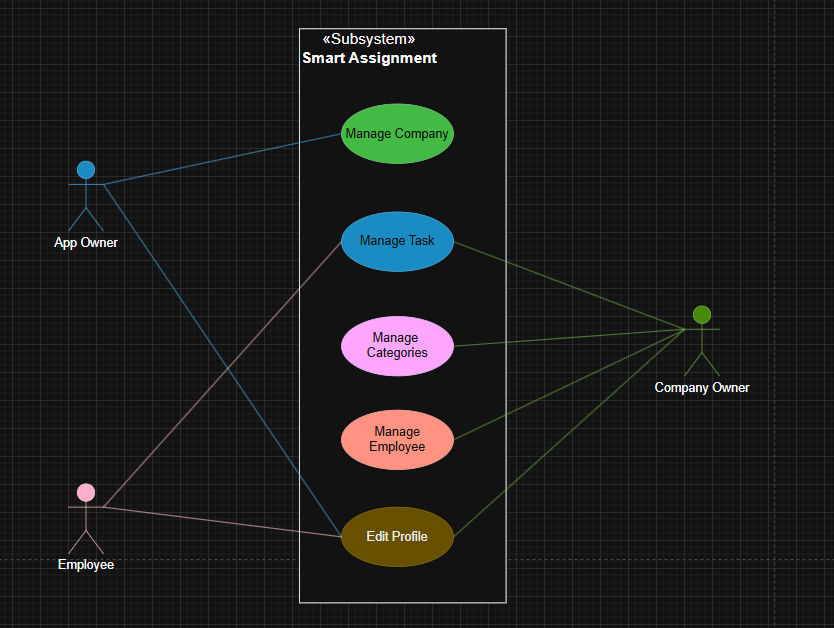 «Subsystem»
Smart Assignment
Manage Company
App Owner
Manage Task
Manage
Categories
Company Owner
Manage
Employee
Edit Profile
Employee